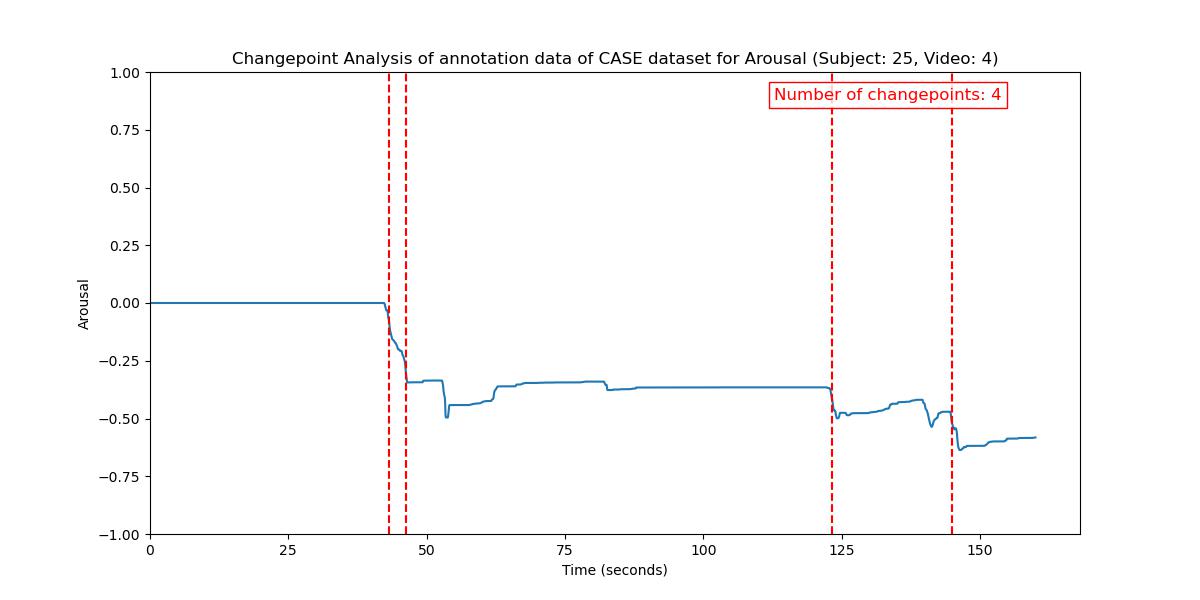 Changepoint Analysis of annotation data of CASE dataset for Arousal (Subject: 25, Video: 4)
Number of changepoints: 4
1.00
0.75
0.50
0.25
0.00
−0.25
−0.50
−0.75
−1.00
Arousal
0 25 50 75 100 125 150
Time (seconds)